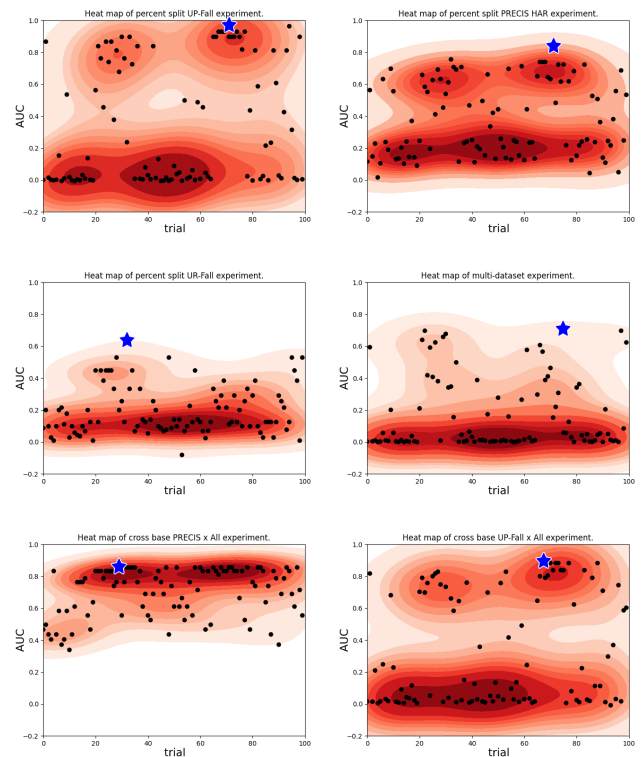 Heat map of percent split UP-Fall experiment.
1.0
0.8
0.6
0.4
0.2
0.0
−0.2
AUC
0 20 40 60 80 100
trial
Heat map of percent split PRECIS HAR experiment.
1.0
0.8
0.6
0.4
0.2
0.0
−0.2
AUC
0 20 40 60 80 100
trial
Heat map of percent split UR-Fall experiment.
1.0
0.8
0.6
0.4
0.2
0.0
−0.2
AUC
0 20 40 60 80 100
trial
Heat map of multi-dataset experiment.
1.0
0.8
0.6
0.4
0.2
0.0
−0.2
AUC
0 20 40 60 80 100
trial
Heat map of cross base PRECIS x All experiment.
1.0
0.8
0.6
0.4
0.2
0.0
−0.2
AUC
0 20 40 60 80 100
trial
Heat map of cross base UP-Fall x All experiment.
1.0
0.8
0.6
0.4
0.2
0.0
−0.2
AUC
0 20 40 60 80 100
trial